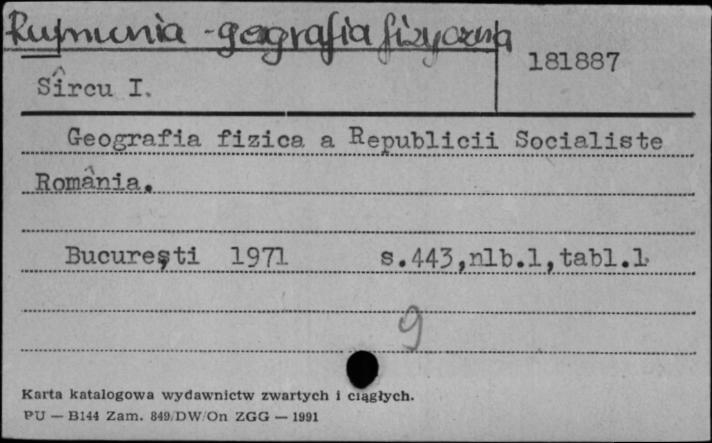 Rumunia - geografia fizyczna
181887
Sîrcu I.
Geografia fizica a Republicii Socialiste
România.
București 1971 s.443,nlb.1,tabl.1
9
Karta katalogowa wydawnictw zwartych i ciągłych.
PU — B144 Zam. 849/DW/On ZGG — 1991